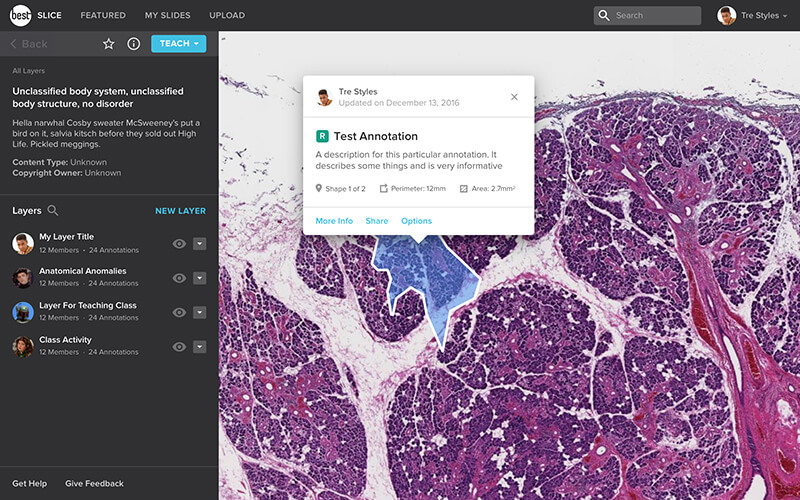 best SLICE FEATURED MY SLIDES UPLOAD Search Tre Styles
Back TEACH
All Layers
Unclassified body system, unclassified
body structure, no disorder
Hella narwhal Cosby sweater McSweeney's put a
bird on it, salvia kitsch before they sold out High
Life. Pickled meggings.
Content Type: Unknown
Copyright Owner: Unknown
Layers NEW LAYER
My Layer Title
12 Members • 24 Annotations
Anatomical Anomalies
12 Members • 24 Annotations
Layer For Teaching Class
12 Members • 24 Annotations
Class Activity
12 Members • 24 Annotations
Get Help Give Feedback
Tre Styles
Updated on December 13, 2016
R Test Annotation
A description for this particular annotation. It
describes some things and is very informative
Shape 1 of 2 Perimeter: 12mm Area: 2.7mm²
More Info Share Options